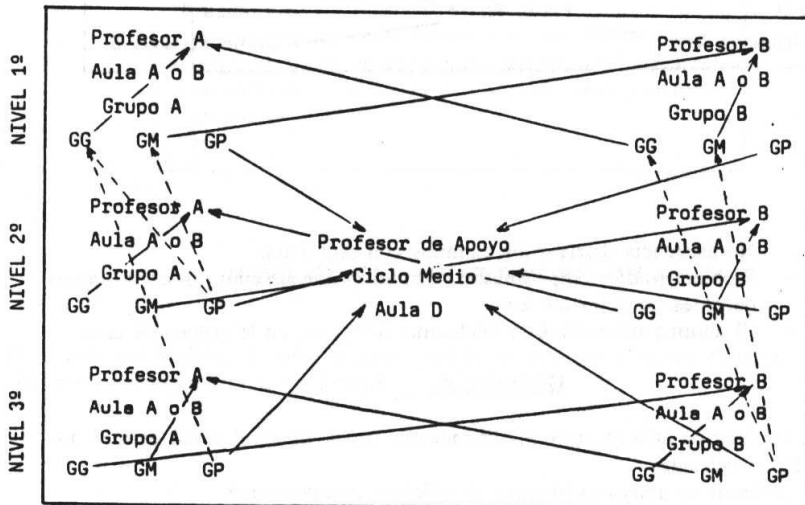 NIVEL 1º
Profesor A
Aula A o B
Grupo A
GG GM GP
Profesor B
Aula A o B
Grupo B
GG GM GP
NIVEL 2º
Profesor A
Aula A o B
Grupo A
GG GM GP
Profesor de Apoyo
Ciclo Medio
Aula D
Profesor B
Aula A o B
Grupo B
GG GM GP
NIVEL 3º
Profesor A
Aula A o B
Grupo A
GG GM GP
Profesor B
Aula A o B
Grupo B
GG GM GP